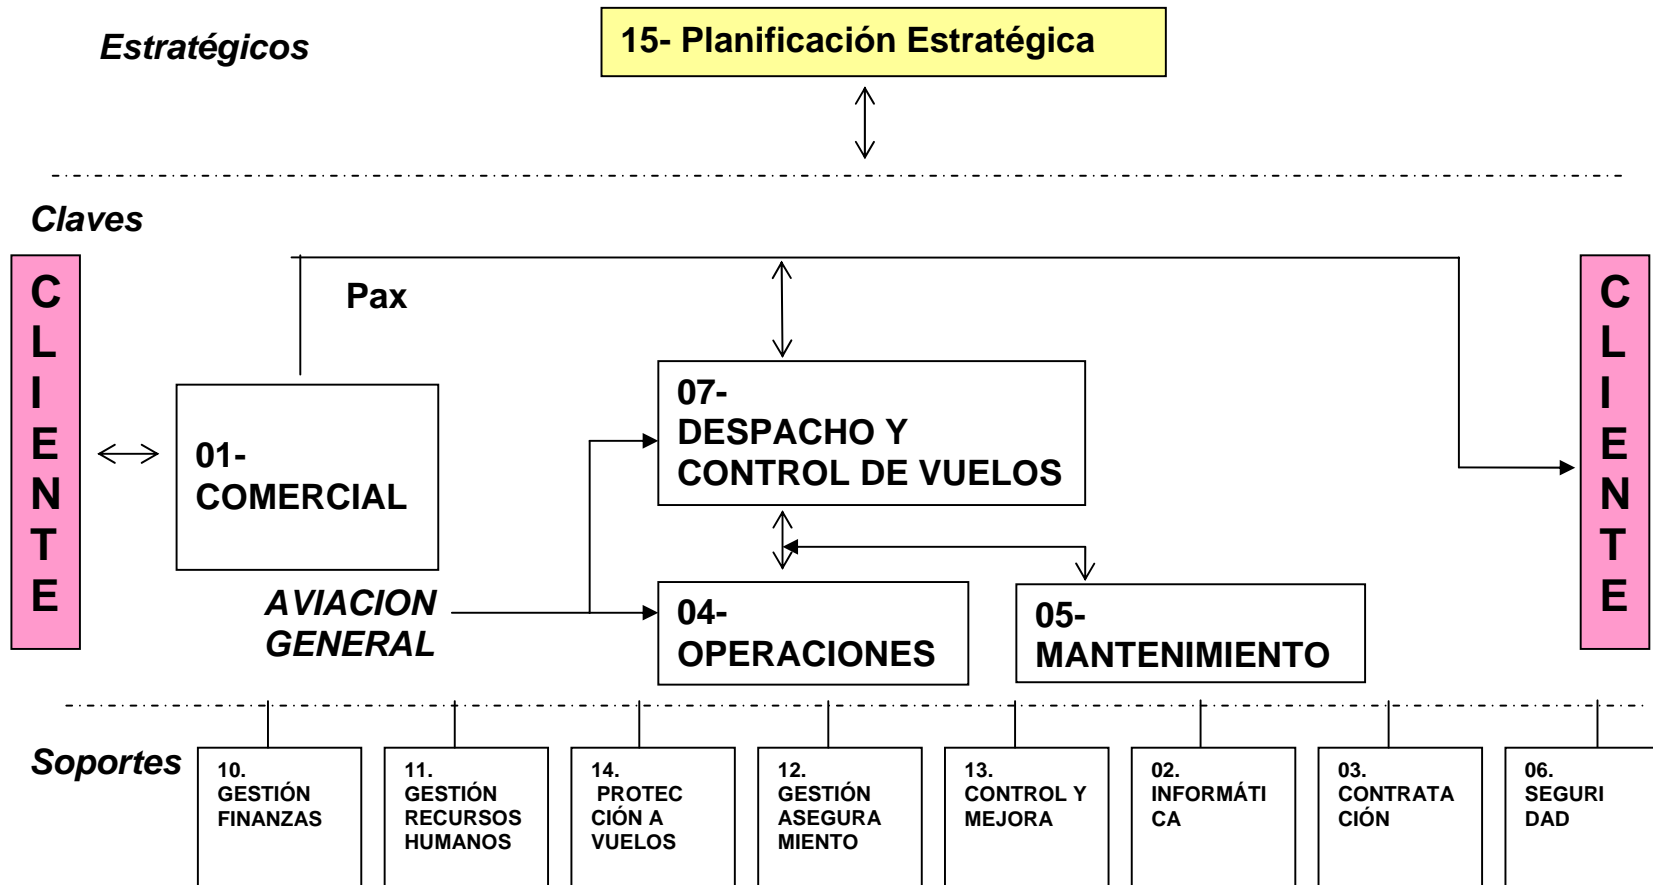 Estratégicos
15- Planificación Estratégica
Claves
C
L
I
E
N
T
E
Pax
01-
COMERCIAL
07-
DESPACHO Y
CONTROL DE VUELOS
AVIACION
GENERAL
04-
OPERACIONES
05-
MANTENIMIENTO
C
L
I
E
N
T
E
Soportes
10.
GESTIÓN
FINANZAS
11.
GESTIÓN
RECURSOS
HUMANOS
14.
PROTEC
CIÓN A
VUELOS
12.
GESTIÓN
ASEGURA
MIENTO
13.
CONTROL Y
MEJORA
02.
INFORMÁTI
CA
03.
CONTRATA
CIÓN
06.
SEGURI
DAD